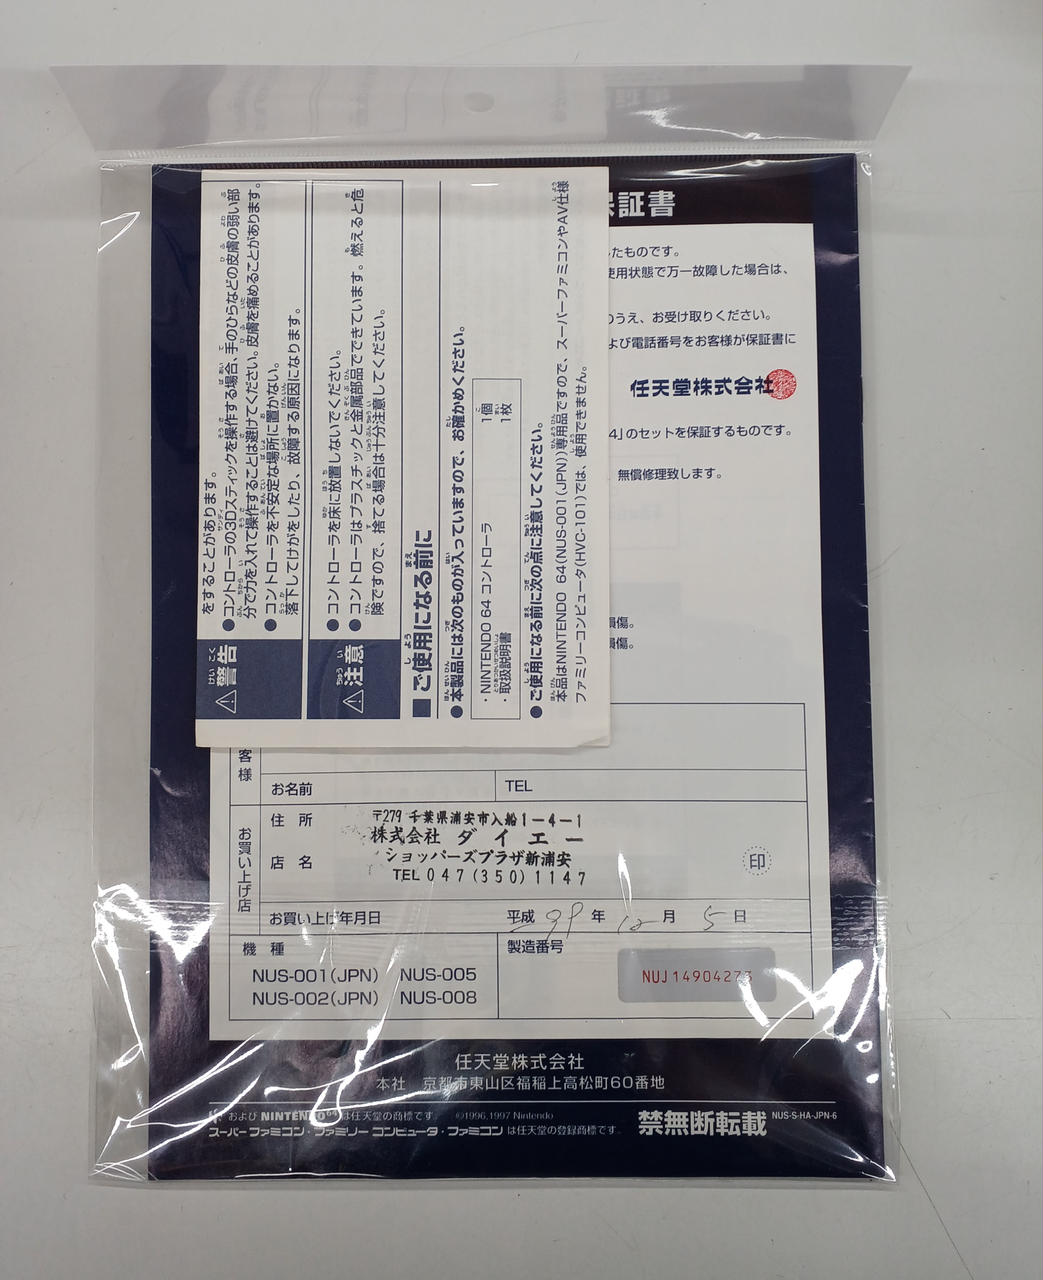 をすることがあります。
●コントローラの3Dスティックを操作する場合、手のひらなどの皮膚の弱い部
分で力を入れて操作することは避けてください。皮膚を痛めることがあります。
●コントローラを不安定な場所に置かない。
落下してけがをしたり、故障する原因になります。
警告
●コントローラを床に放置しないでください。
●コントローラはプラスチックと金属部品でできています。燃えると危
険ですので、捨てる場合は十分注意してください。
注意
■ご使用になる前に
●本製品には次のものが入っていますので、お確かめください。
・NINTENDO 64 コントローラ 1個
・取扱説明書 1枚
●ご使用になる前に次の点に注意してください。
本品はNINTENDO 64(NUS-001(JPN))専用品ですので、スーパーファミコンやAV仕様
ファミリーコンピュータ(HVC-101)では、使用できません。
証書
たものです。
使用状態で万一故障した場合は、
うえ、お受け取りください。
よび電話番号をお客様が保証書に
任天堂株式会社
4」のセットを保証するものです。
無償修理致します。
損傷。
損傷。
客様
お名前 TEL
お買い上げ店
住所 〒279 千葉県浦安市入船1-4-1
株式会社 ダイエー
店名 ショッパーズプラザ新浦安
TEL 047(350)1147
印
お買い上げ年月日 平成 年 12 月 5 日
機種 製造番号
NUS-001(JPN) NUS-005
NUS-002(JPN) NUS-008
NUJ14904273
任天堂株式会社
本社 京都市東山区福稲上高松町60番地
および NINTENDO64 は任天堂の商標です。 ©1996,1997 Nintendo
スーパーファミコン・ファミリーコンピュータ・ファミコン は任天堂の登録商標です。
禁無断転載
NUS-S-HA-JPN-6